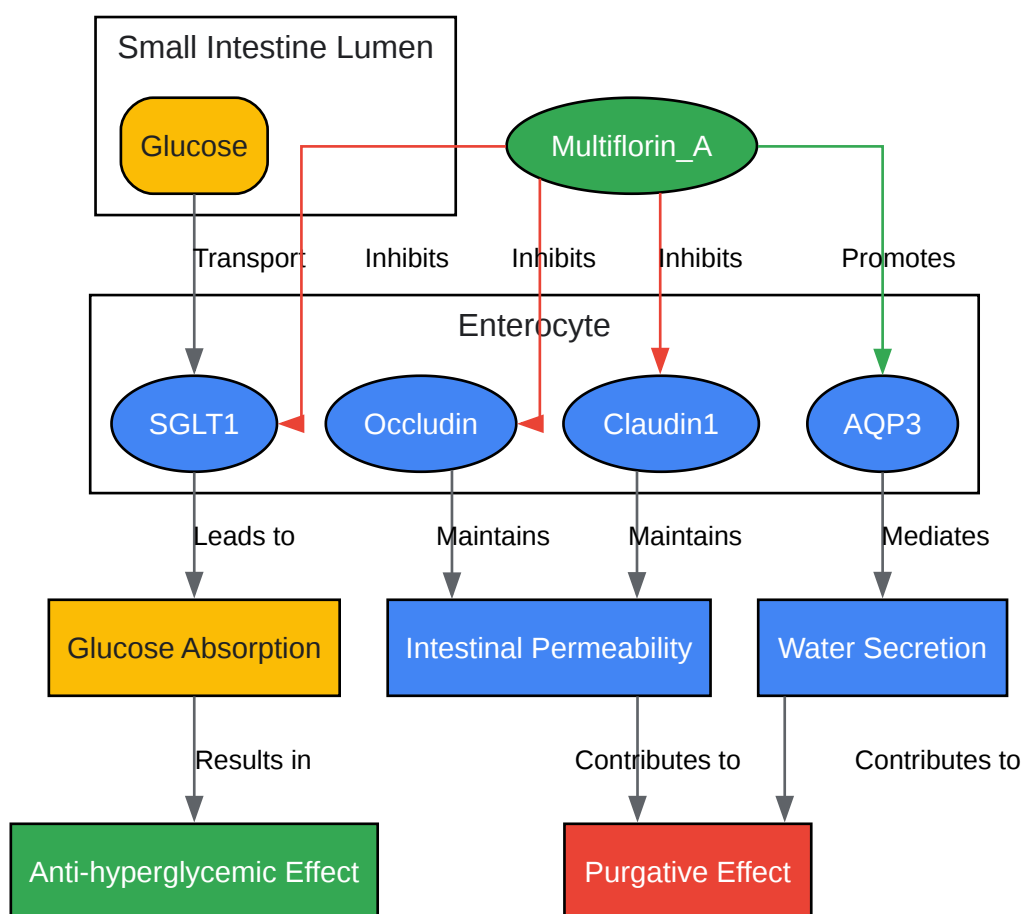 Small Intestine Lumen
Glucose
Multiflorin_A
Transport
Inhibits
Inhibits
Inhibits
Promotes
Enterocyte
SGLT1
Occludin
Claudin1
AQP3
Leads to
Maintains
Maintains
Mediates
Glucose Absorption
Intestinal Permeability
Water Secretion
Results in
Contributes to
Contributes to
Anti-hyperglycemic Effect
Purgative Effect